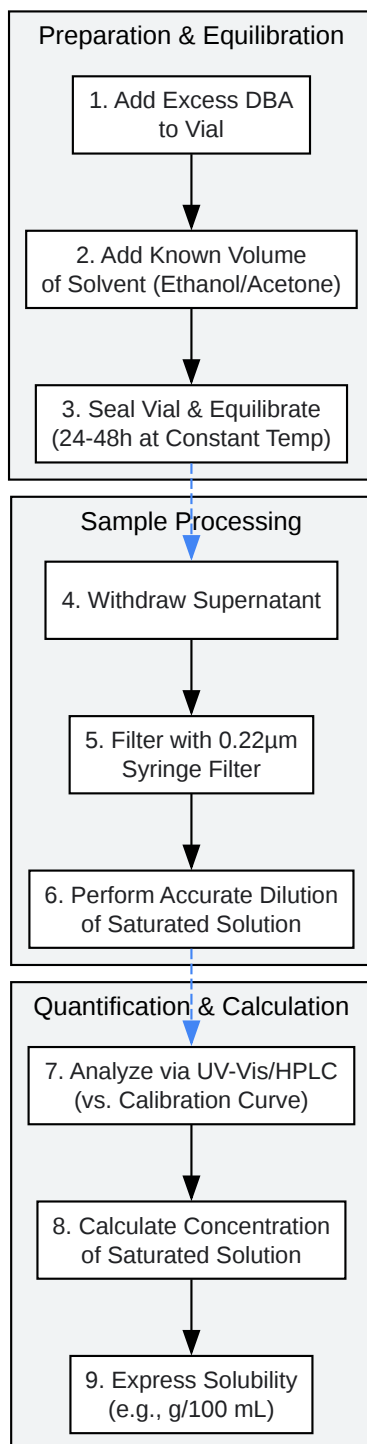 Preparation & Equilibration
1. Add Excess DBA
to Vial
2. Add Known Volume
of Solvent (Ethanol/Acetone)
3. Seal Vial & Equilibrate
(24-48h at Constant Temp)
Sample Processing
4. Withdraw Supernatant
5. Filter with 0.22µm
Syringe Filter
6. Perform Accurate Dilution
of Saturated Solution
Quantification & Calculation
7. Analyze via UV-Vis/HPLC
(vs. Calibration Curve)
8. Calculate Concentration
of Saturated Solution
9. Express Solubility
(e.g., g/100 mL)